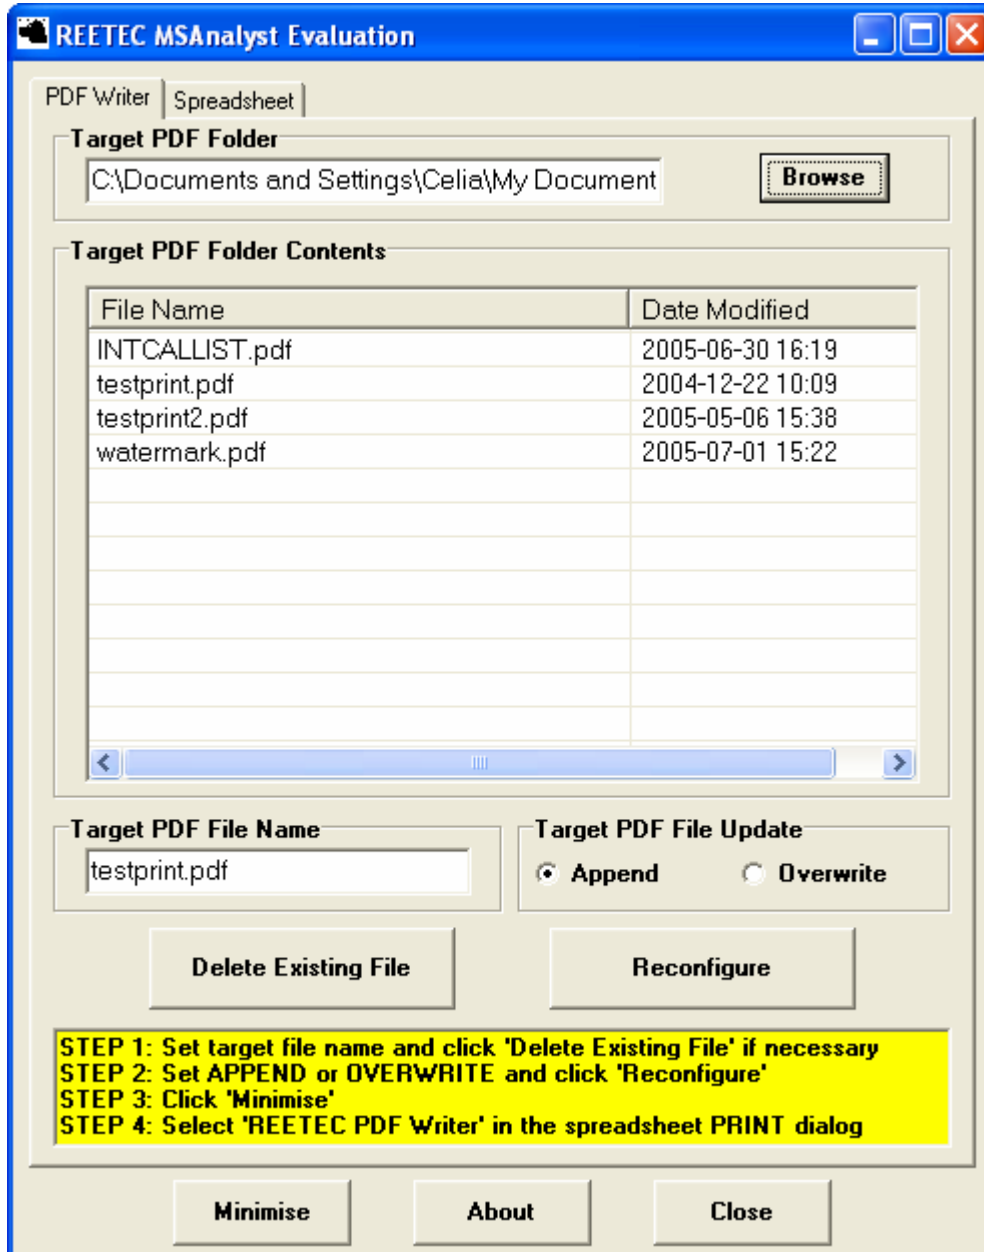 REETEC MSAnalyst Evaluation
PDF Writer Spreadsheet
Target PDF Folder
C:\Documents and Settings\Celia\My Document
Browse
Target PDF Folder Contents
File Name Date Modified
INTCALLIST.pdf 2005-06-30 16:19
testprint.pdf 2004-12-22 10:09
testprint2.pdf 2005-05-06 15:38
watermark.pdf 2005-07-01 15:22
Target PDF File Name
testprint.pdf
Target PDF File Update
Append Overwrite
Delete Existing File Reconfigure
STEP 1: Set target file name and click 'Delete Existing File' if necessary
STEP 2: Set APPEND or OVERWRITE and click 'Reconfigure'
STEP 3: Click 'Minimise'
STEP 4: Select 'REETEC PDF Writer' in the spreadsheet PRINT dialog
Minimise About Close